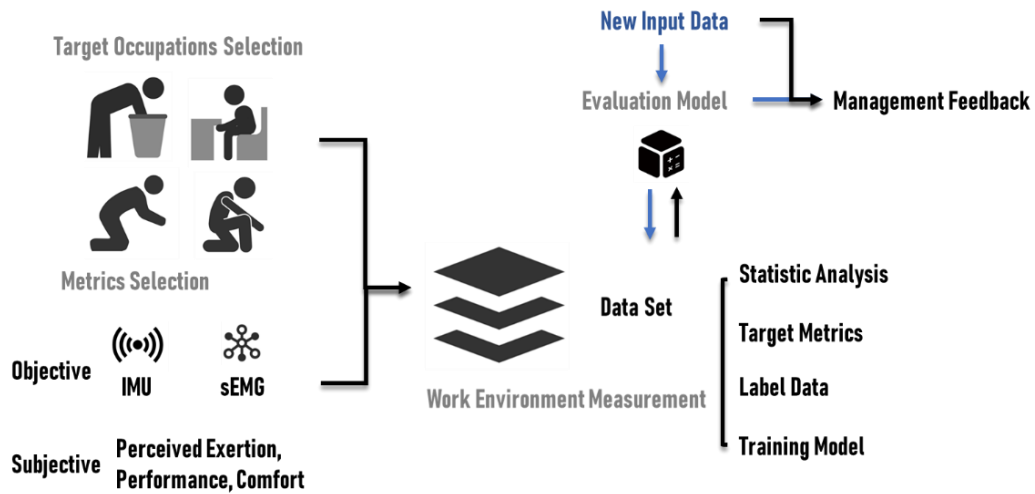 Target Occupations Selection
Metrics Selection
Objective
IMU
sEMG
Subjective
Perceived Exertion,
Performance, Comfort
New Input Data
Evaluation Model
Management Feedback
Data Set
Work Environment Measurement
Statistic Analysis
Target Metrics
Label Data
Training Model